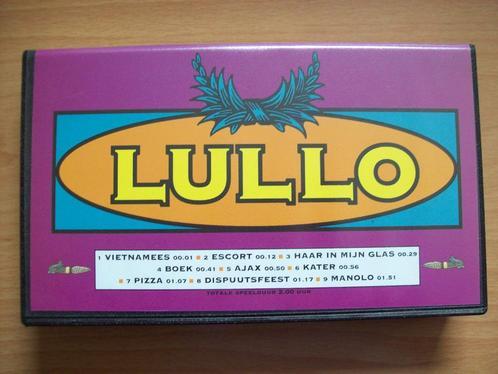 LULLO
1 VIETNAMEES 00.01 ■ 2 ESCORT 00.12 ■ 3 HAAR IN MIJN GLAS 00.29
4 BOEK 00.41 ■ 5 AJAX 00.50 ■ 6 KATER 00.56
■ 7 PIZZA 01.07 ■ 8 DISPUUTSFEEST 01.17 ■ 9 MANOLO 01.51
TOTALE SPEELDUUR 2.00 UUR